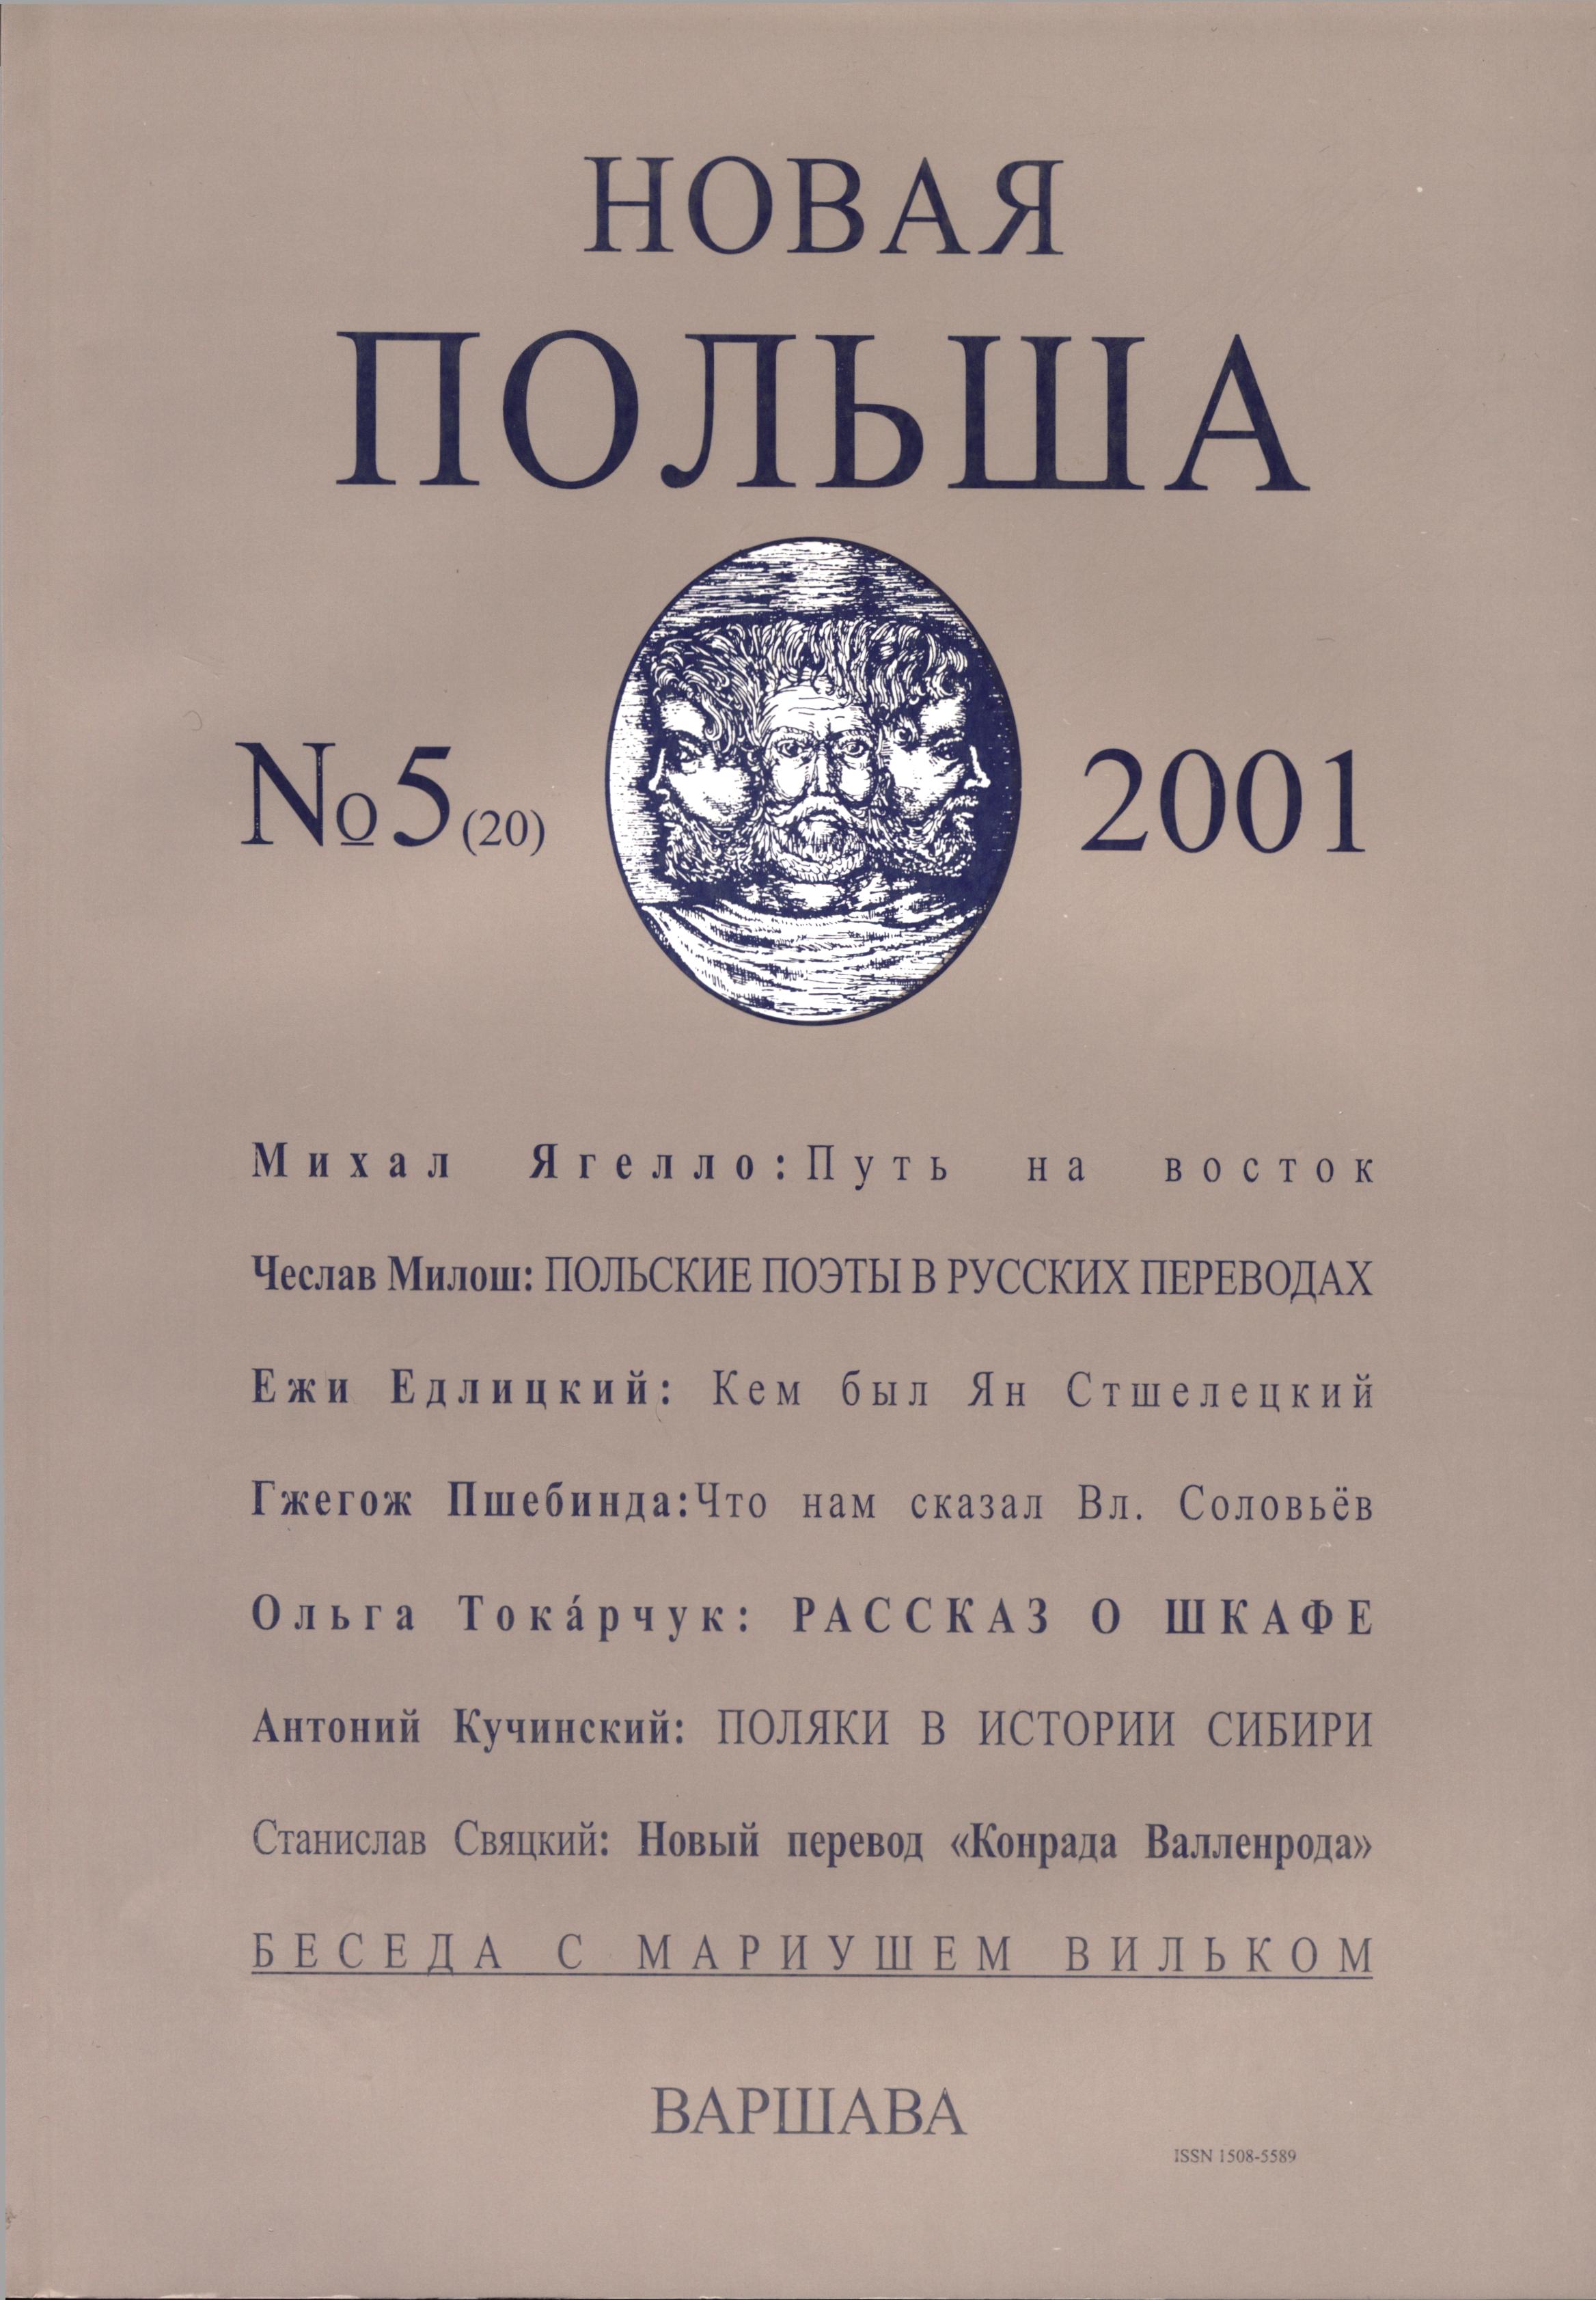 НОВАЯ
ПОЛЬША
№5(20) 2001
Михал Ягелло: Путь на восток
Чеслав Милош: ПОЛЬСКИЕ ПОЭТЫ В РУССКИХ ПЕРЕВОДАХ
Ежи Едлицкий: Кем был Ян Стшелецкий
Гжегож Пшебинда:Что нам сказал Вл. Соловьёв
Ольга Тока́рчук: РАССКАЗ О ШКАФЕ
Антоний Кучинский: ПОЛЯКИ В ИСТОРИИ СИБИРИ
Станислав Свяцкий: Новый перевод «Конрада Валленрода»
БЕСЕДА С МАРИУШЕМ ВИЛЬКОМ
ВАРШАВА
ISSN 1508-5589